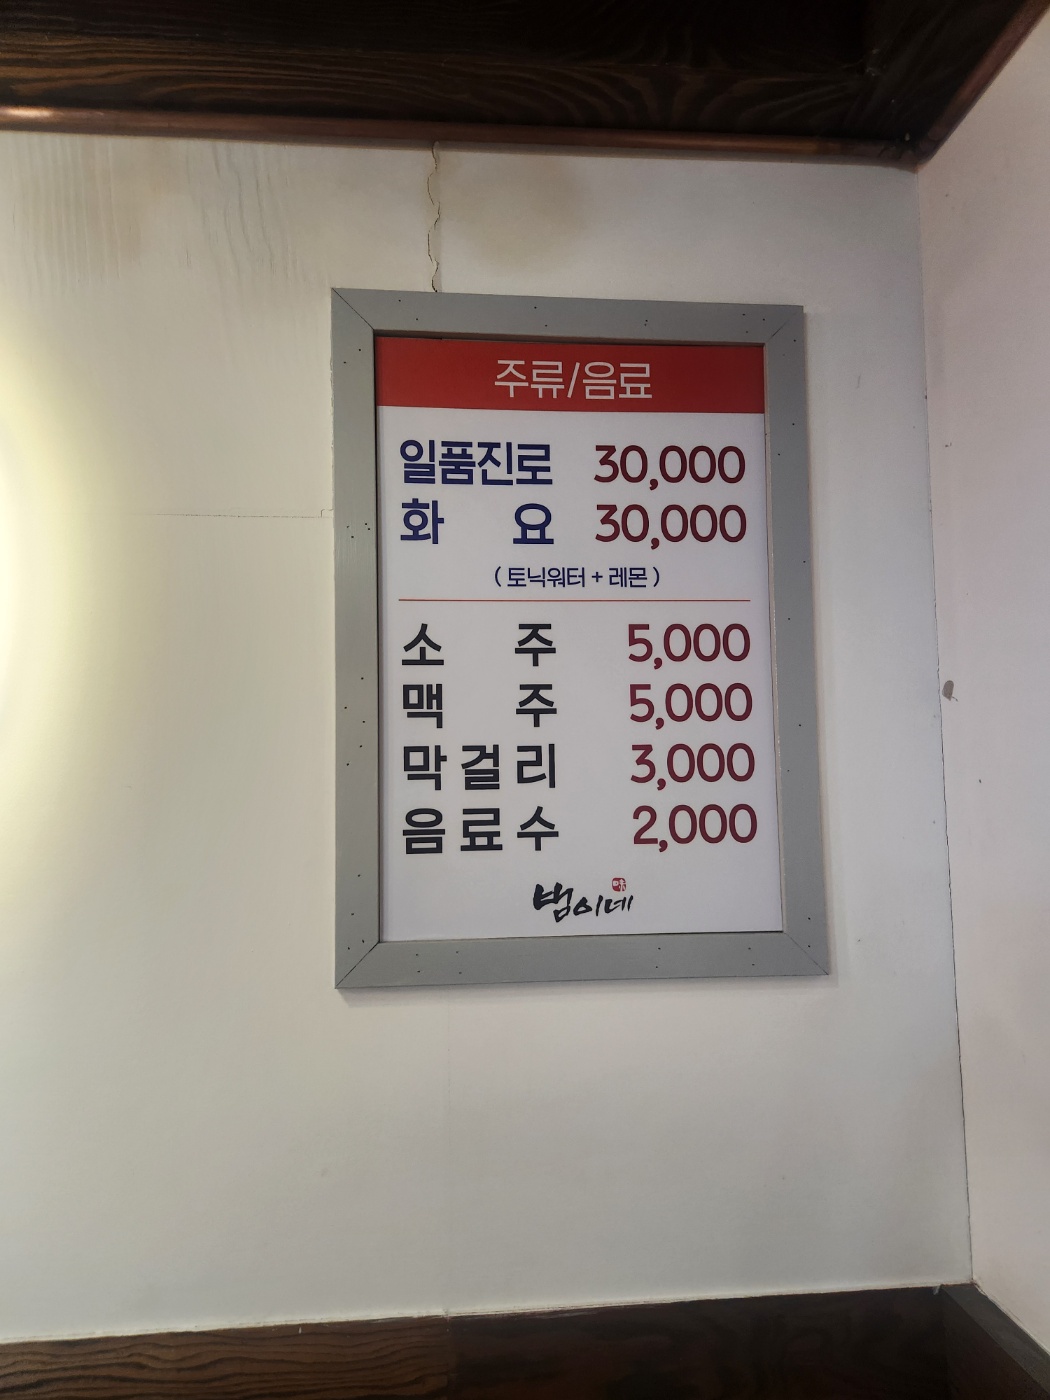 주류/음료
일품진로 30,000
화 요 30,000
( 토닉워터 + 레몬 )
소 주 5,000
맥 주 5,000
막걸리 3,000
음료수 2,000
범이네